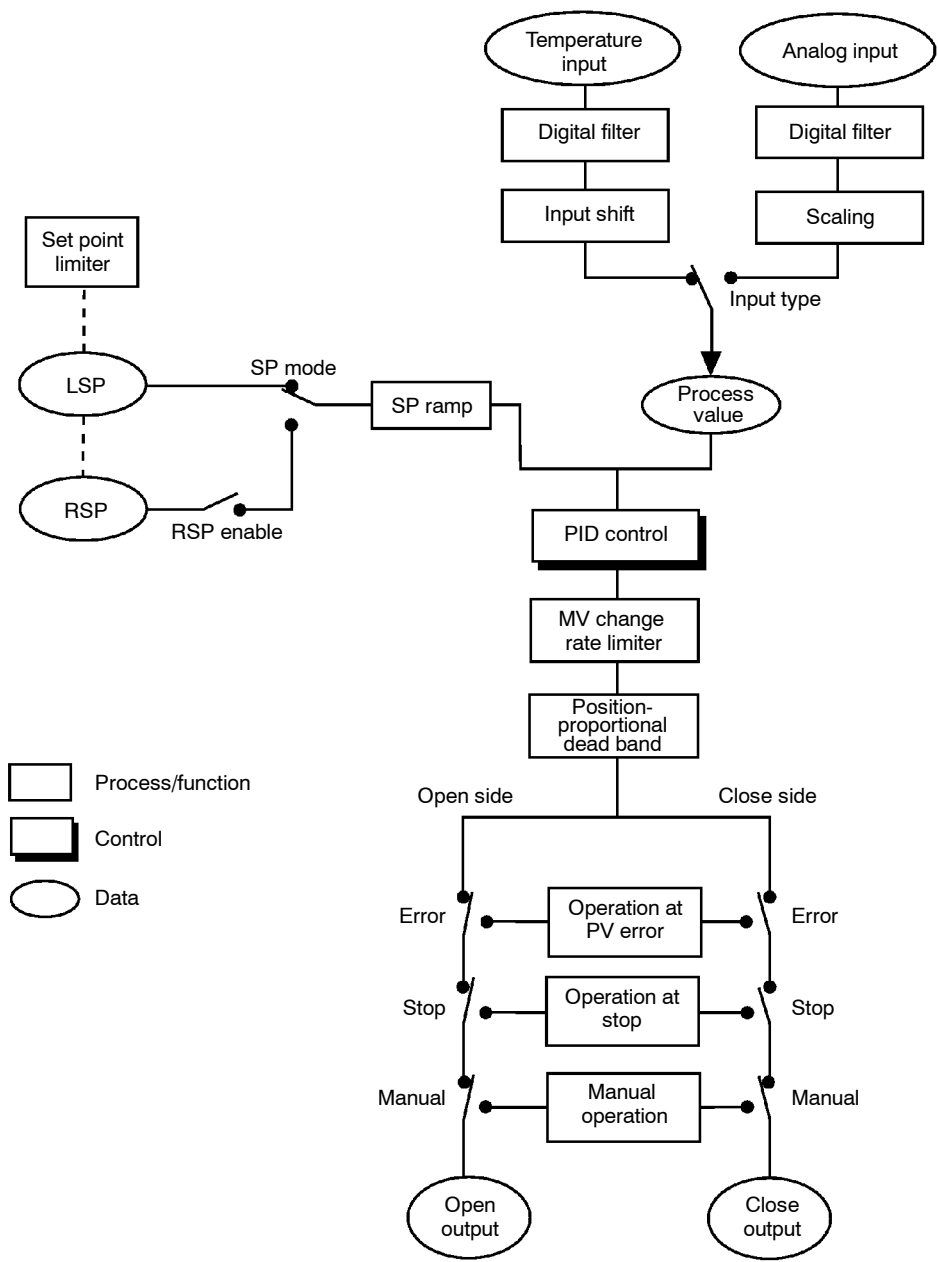 Temperature
input
Analog input
Digital filter
Digital filter
Input shift
Scaling
Input type
Set point
limiter
LSP
SP mode
SP ramp
Process
value
RSP
RSP enable
PID control
MV change
rate limiter
Position-
proportional
dead band
Process/function
Control
Data
Open side
Close side
Error
Operation at
PV error
Error
Stop
Operation at
stop
Stop
Manual
Manual
operation
Manual
Open
output
Close
output